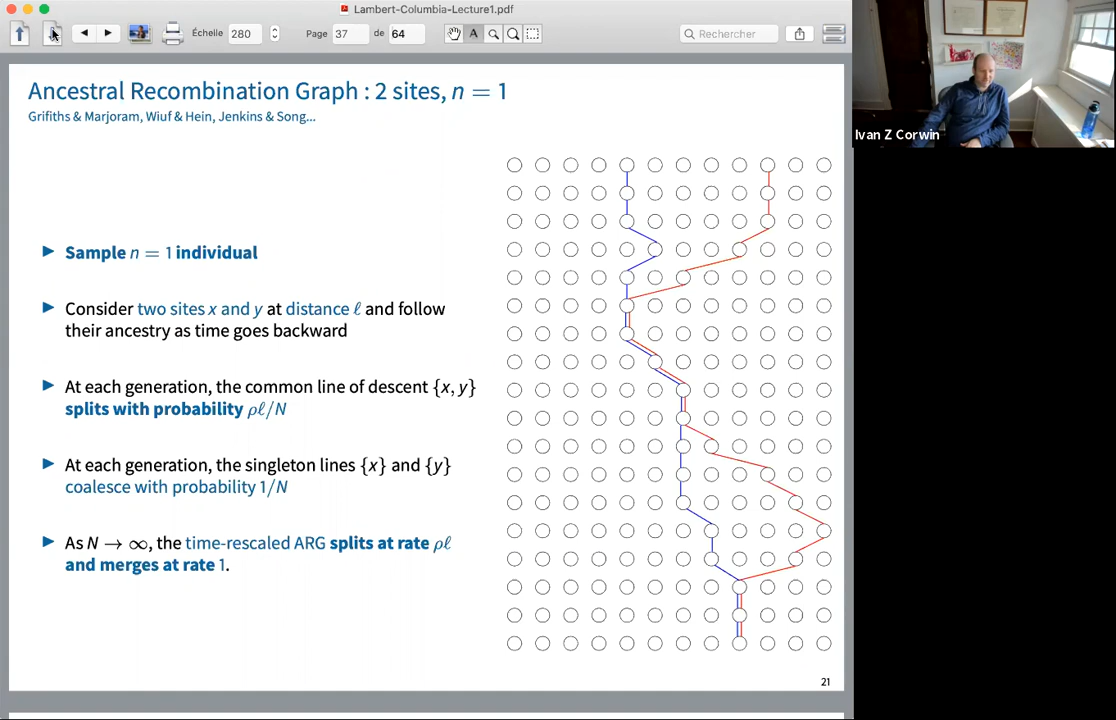 Lambert-Columbia-Lecture1.pdf
Échelle 280 Page 37 de 64 A Rechercher
Ancestral Recombination Graph : 2 sites, n = 1
Grifiths & Marjoram, Wiuf & Hein, Jenkins & Song...
Ivan Z Corwin
▶ Sample n = 1 individual
▶ Consider two sites x and y at distance ℓ and follow
their ancestry as time goes backward
▶ At each generation, the common line of descent {x, y}
splits with probability ρℓ/N
▶ At each generation, the singleton lines {x} and {y}
coalesce with probability 1/N
▶ As N → ∞, the time-rescaled ARG splits at rate ρℓ
and merges at rate 1.
21